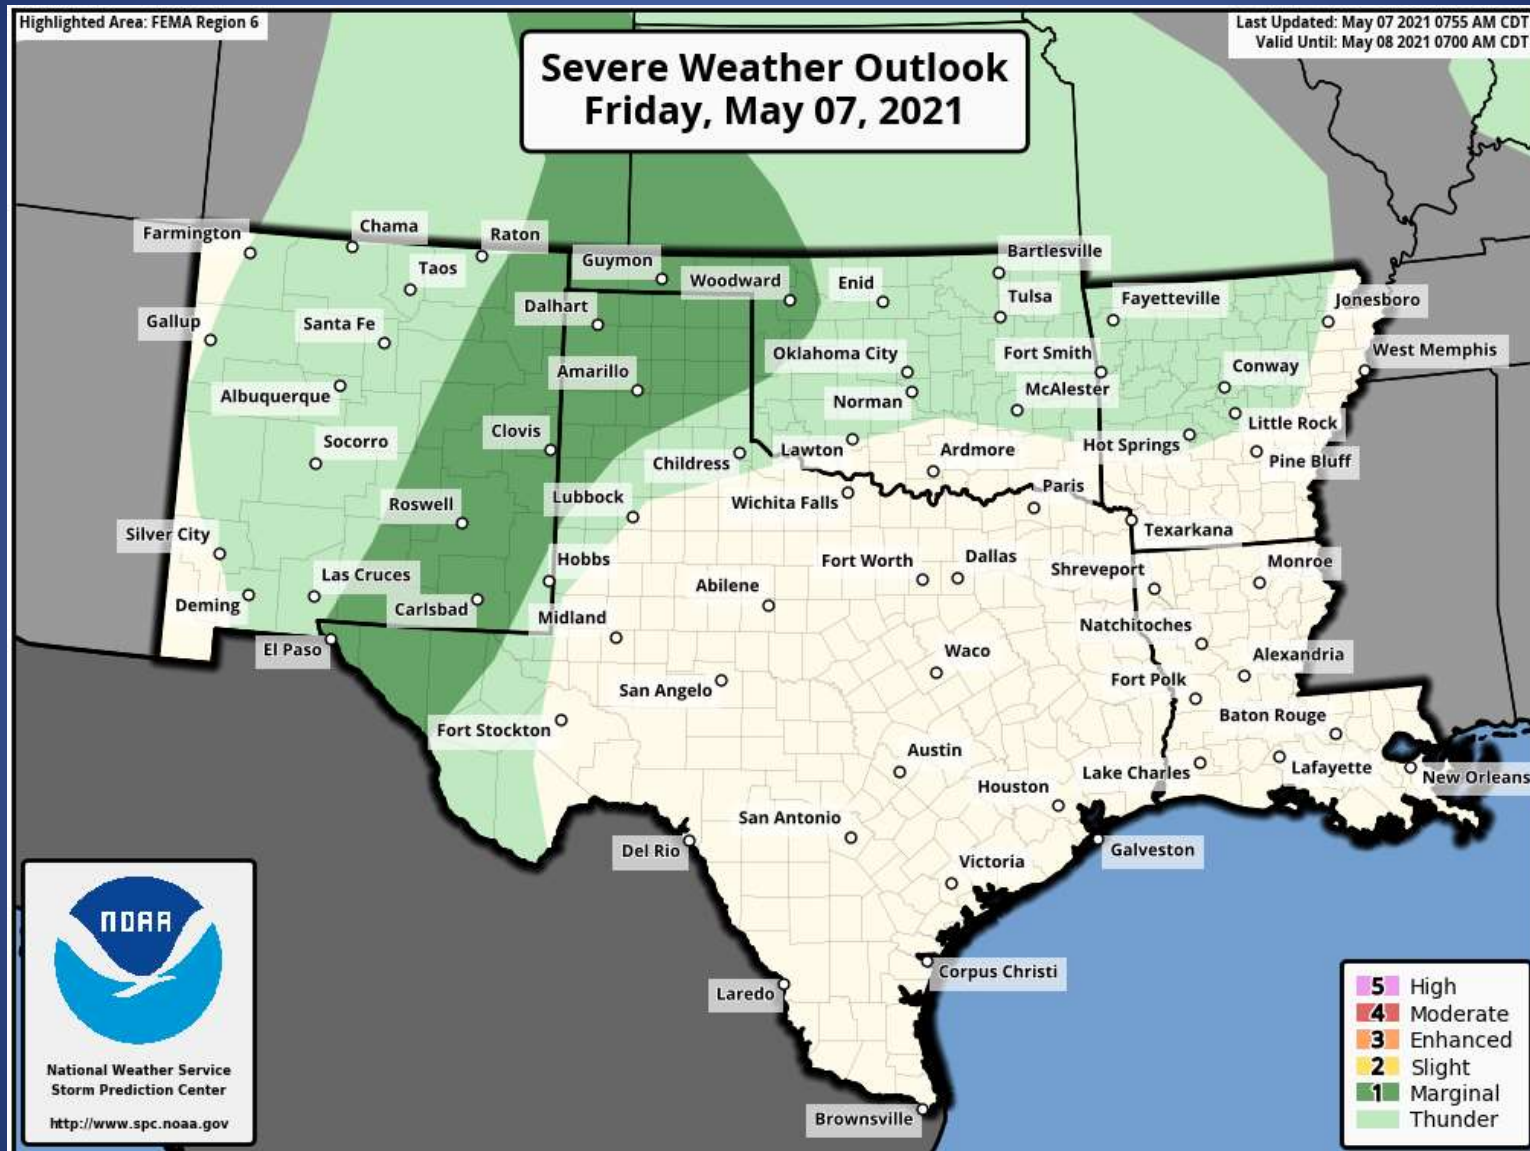 Highlighted Area: FEMA Region 6
Last Updated: May 07 2021 0755 AM CDT
Valid Until: May 08 2021 0700 AM CDT
Severe Weather Outlook
Friday, May 07, 2021
Farmington
Chama
Raton
Taos
Guymon
Woodward
Enid
Bartlesville
Tulsa
Fayetteville
Jonesboro
Gallup
Santa Fe
Dalhart
Oklahoma City
Fort Smith
West Memphis
Albuquerque
Amarillo
Norman
McAlester
Conway
Socorro
Clovis
Childress
Lawton
Ardmore
Hot Springs
Little Rock
Pine Bluff
Roswell
Lubbock
Wichita Falls
Paris
Texarkana
Silver City
Las Cruces
Hobbs
Fort Worth
Dallas
Shreveport
Monroe
Deming
Carlsbad
Midland
Abilene
Natchitoches
El Paso
Waco
Alexandria
San Angelo
Fort Polk
Fort Stockton
Baton Rouge
Austin
Lake Charles
Lafayette
New Orleans
Houston
San Antonio
Del Rio
Galveston
Victoria
Corpus Christi
Laredo
Brownsville
NOAA
National Weather Service
Storm Prediction Center
http://www.spc.noaa.gov
5 High
4 Moderate
3 Enhanced
2 Slight
1 Marginal
Thunder